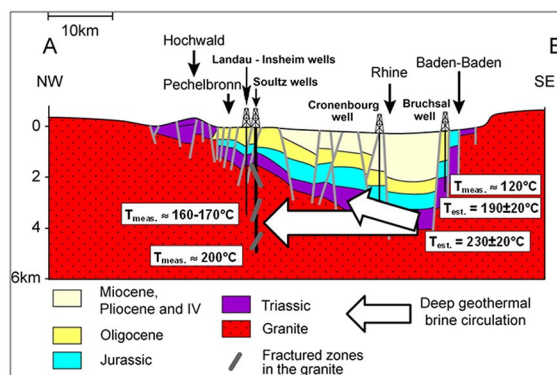 10km
A
Hochwald
Landau - Insheim wells
Baden-Baden
NW
Pechelbronn
Soultz wells
Rhine
SE
Cronenbourg
well
Bruchsal
well
0
2
4
6km
Tmeas. ≈ 120°C
Test. = 190±20°C
Tmeas. ≈ 160-170°C
Test. = 230±20°C
Tmeas. ≈ 200°C
Miocene,
Pliocene and IV
Oligocene
Jurassic
Triassic
Granite
Fractured zones
in the granite
Deep geothermal
brine circulation